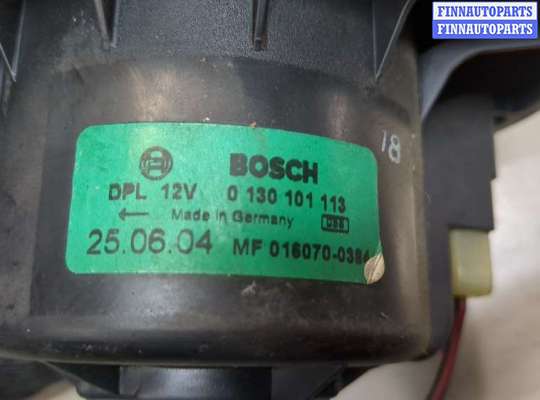 FINNAUTOPARTS
FINNAUTOPARTS
BOSCH
DPL 12V 0 130 101 113
Made in Germany
25.06.04 MF 016070-0384
18